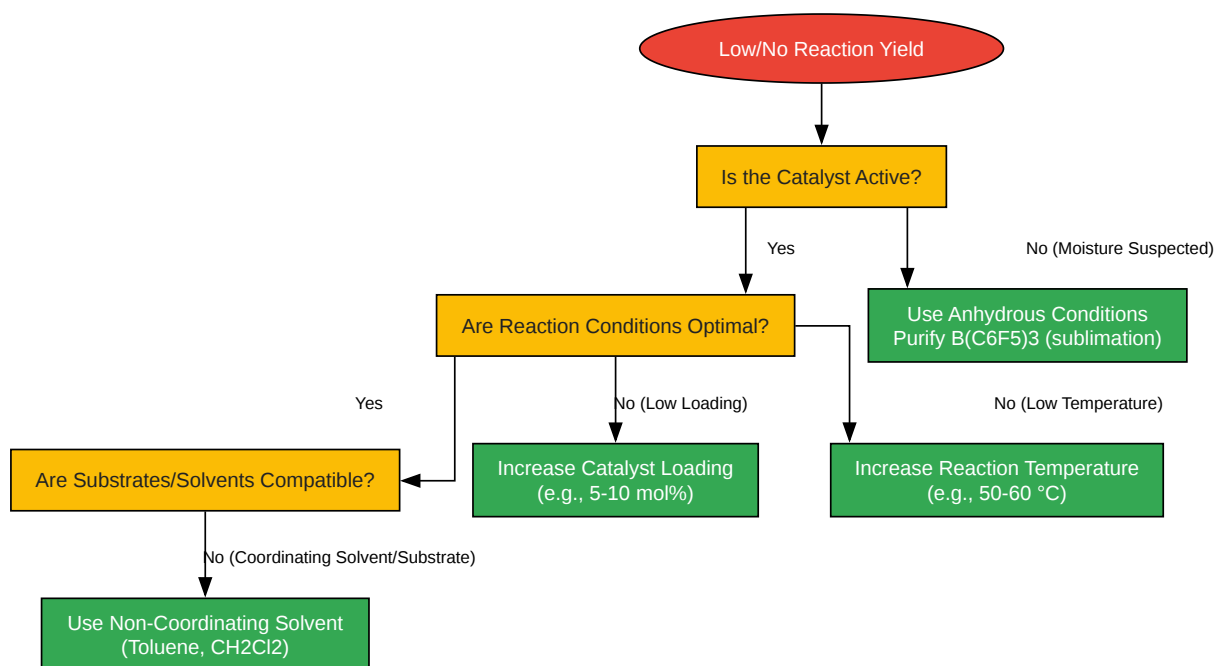 Low/No Reaction Yield
Is the Catalyst Active?
Yes
No (Moisture Suspected)
Use Anhydrous Conditions
Purify B(C6F5)3 (sublimation)
Are Reaction Conditions Optimal?
Yes
No (Low Loading)
No (Low Temperature)
Are Substrates/Solvents Compatible?
Increase Catalyst Loading
(e.g., 5-10 mol%)
Increase Reaction Temperature
(e.g., 50-60 °C)
No (Coordinating Solvent/Substrate)
Use Non-Coordinating Solvent
(Toluene, CH2Cl2)